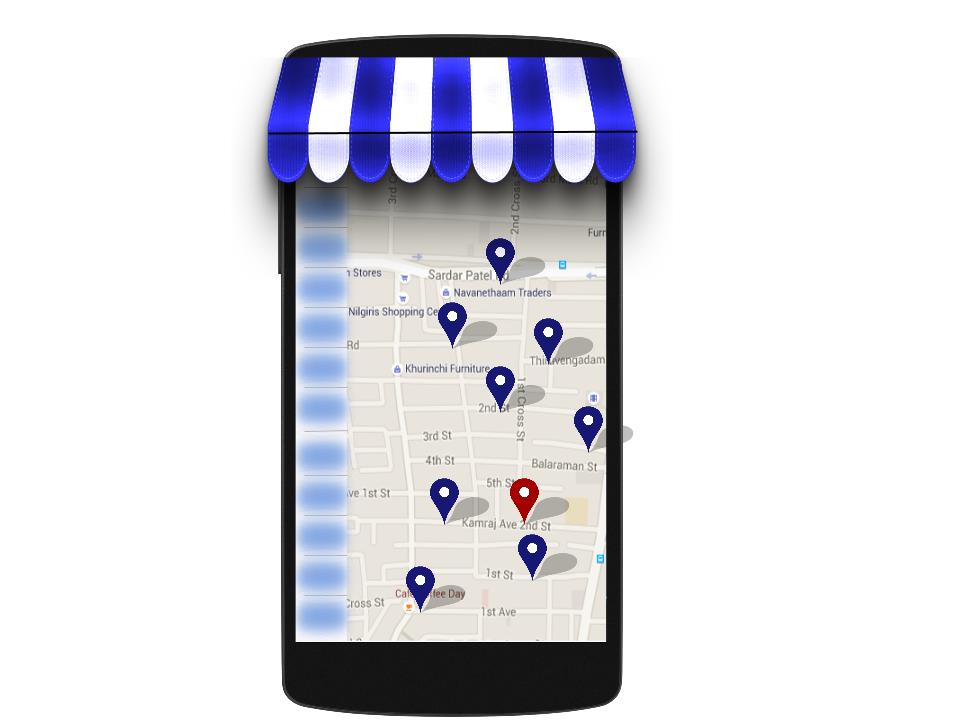 3rd
2nd Cross
Furn
n Stores
Sardar Patel Rd
Navanethaam Traders
Nilgiris Shopping Ce
Rd
Thiruvengadam
Khurinchi Furniture
1st Cross St
2nd St
3rd St
4th St
Balaraman St
5th St
ve 1st St
Kamraj Ave 2nd St
1st St
Cafe Coffee Day
Cross St
1st Ave